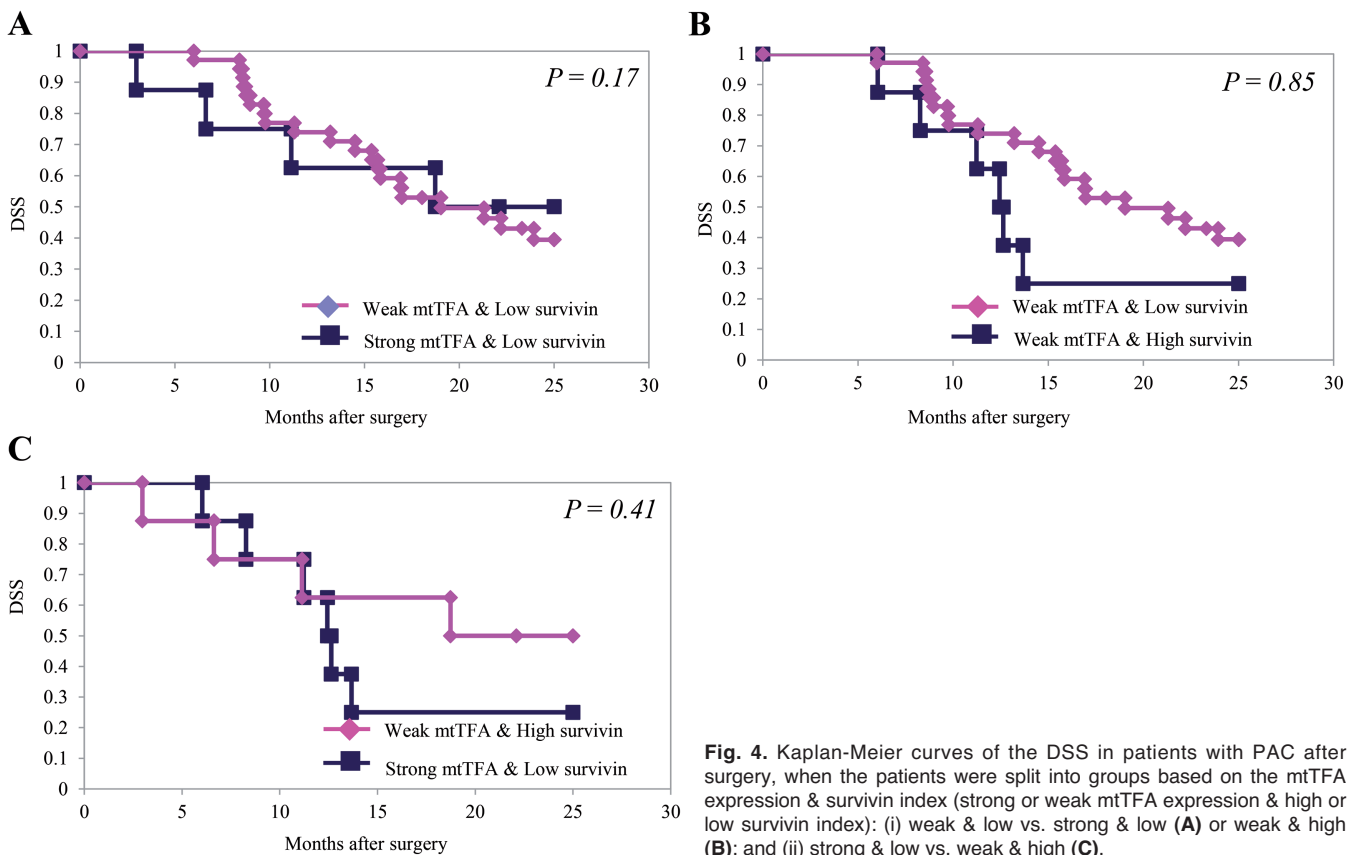 A
1
0.9
0.8
0.7
0.6
0.5
0.4
0.3
0.2
0.1
0
DSS
P = 0.17
Weak mtTFA & Low survivin
Strong mtTFA & Low survivin
0 5 10 15 20 25 30
Months after surgery
B
1
0.9
0.8
0.7
0.6
0.5
0.4
0.3
0.2
0.1
0
DSS
P = 0.85
Weak mtTFA & Low survivin
Weak mtTFA & High survivin
0 5 10 15 20 25 30
Months after surgery
C
1
0.9
0.8
0.7
0.6
0.5
0.4
0.3
0.2
0.1
0
DSS
P = 0.41
Weak mtTFA & High survivin
Strong mtTFA & Low survivin
0 5 10 15 20 25 30
Months after surgery
Fig. 4. Kaplan-Meier curves of the DSS in patients with PAC after
surgery, when the patients were split into groups based on the mtTFA
expression & survivin index (strong or weak mtTFA expression & high or
low survivin index): (i) weak & low vs. strong & low (A) or weak & high
(B); and (ii) strong & low vs. weak & high (C).